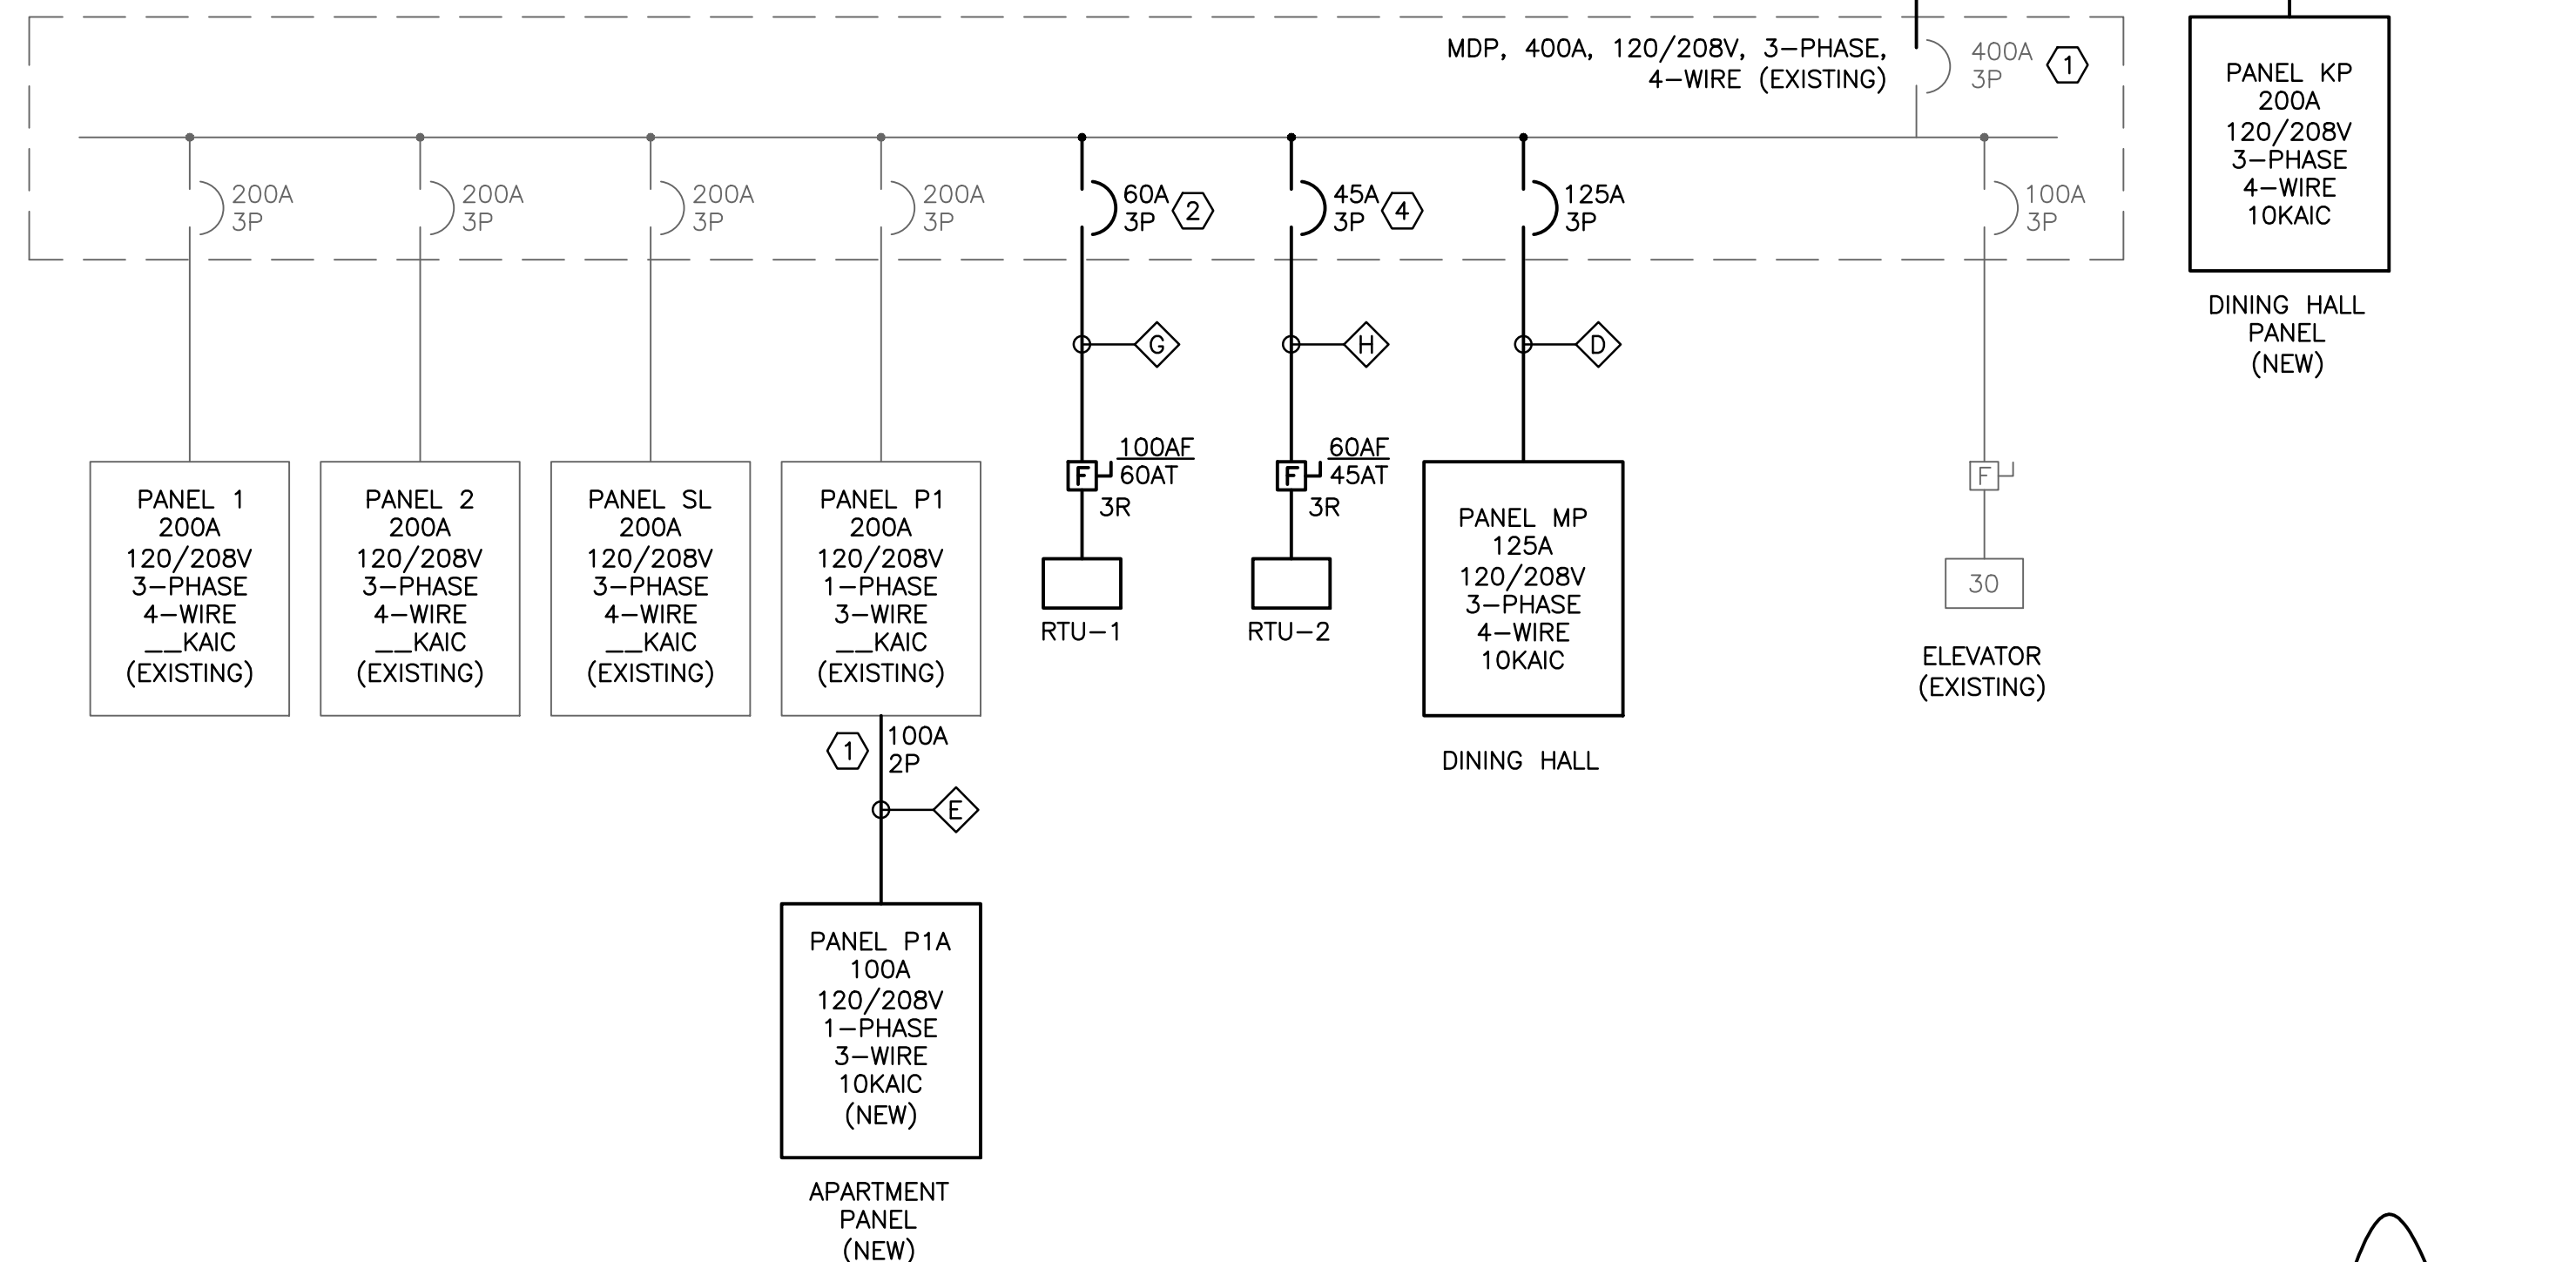 MDP, 400A, 120/208V, 3-PHASE,
4-WIRE (EXISTING)
400A
3P
1
PANEL KP
200A
120/208V
3-PHASE
4-WIRE
10KAIC
DINING HALL
PANEL
(NEW)
200A
3P
200A
3P
200A
3P
200A
3P
60A
3P
2
45A
3P
4
125A
3P
100A
3P
G
H
D
PANEL 1
200A
120/208V
3-PHASE
4-WIRE
__KAIC
(EXISTING)
PANEL 2
200A
120/208V
3-PHASE
4-WIRE
__KAIC
(EXISTING)
PANEL SL
200A
120/208V
3-PHASE
4-WIRE
__KAIC
(EXISTING)
PANEL P1
200A
120/208V
1-PHASE
3-WIRE
__KAIC
(EXISTING)
F
100AF
60AT
3R
RTU-1
F
60AF
45AT
3R
RTU-2
PANEL MP
125A
120/208V
3-PHASE
4-WIRE
10KAIC
DINING HALL
F
30
ELEVATOR
(EXISTING)
1
100A
2P
E
PANEL P1A
100A
120/208V
1-PHASE
3-WIRE
10KAIC
(NEW)
APARTMENT
PANEL
(NEW)